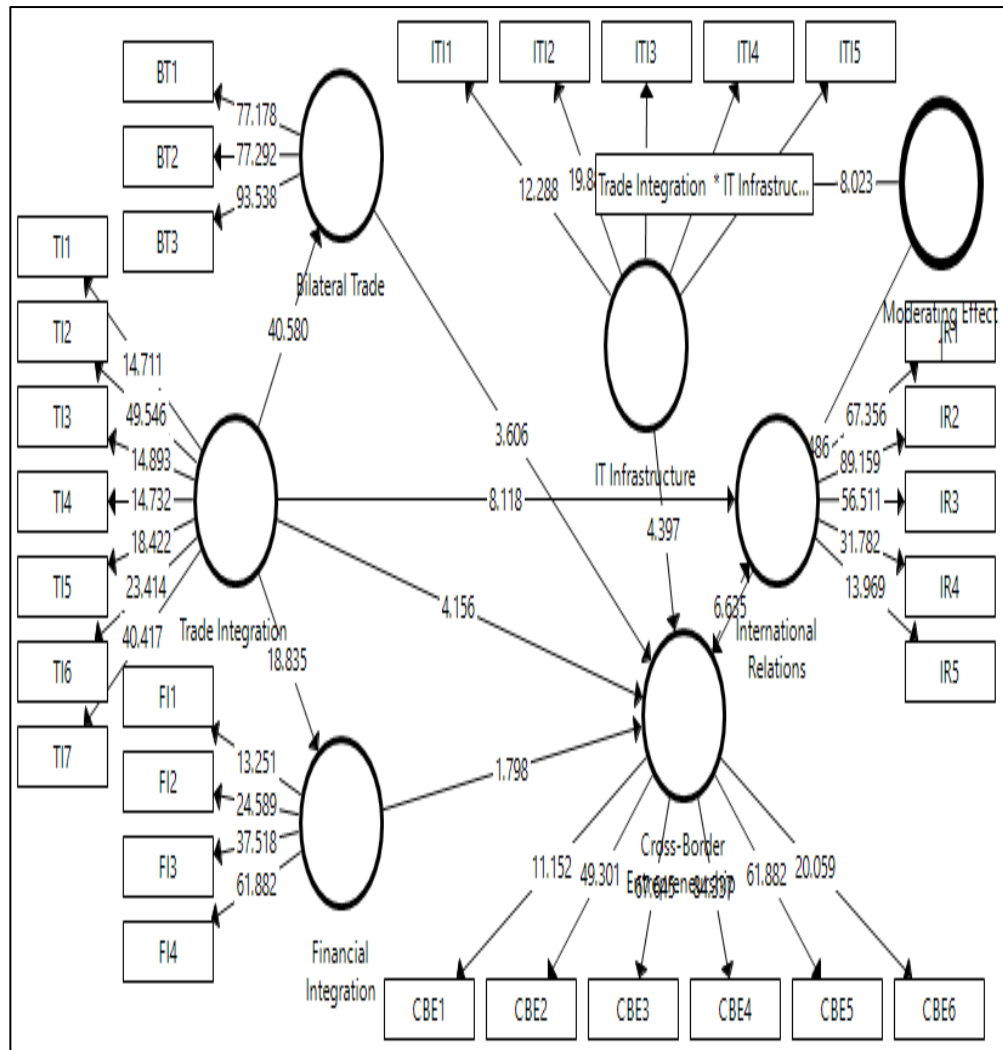 BT1
BT2
BT3
77.178
77.292
93.538
Bilateral Trade
ITI1
ITI2
ITI3
ITI4
ITI5
12.288
19.8
Trade Integration * IT Infrastruc...
8.023
Moderating Effect
IT Infrastructure
TI1
TI2
TI3
TI4
TI5
TI6
TI7
14.711
49.546
14.893
14.732
18.422
23.414
40.417
Trade Integration
40.580
3.606
8.118
4.397
4.156
18.835
1.798
6.635
486
IR1
IR2
IR3
IR4
IR5
67.356
89.159
56.511
31.782
13.969
International
Relations
FI1
FI2
FI3
FI4
13.251
24.589
37.518
61.882
Financial
Integration
Cross-Border
Entrepreneurship
11.152
49.301
61.882
20.059
CBE1
CBE2
CBE3
CBE4
CBE5
CBE6